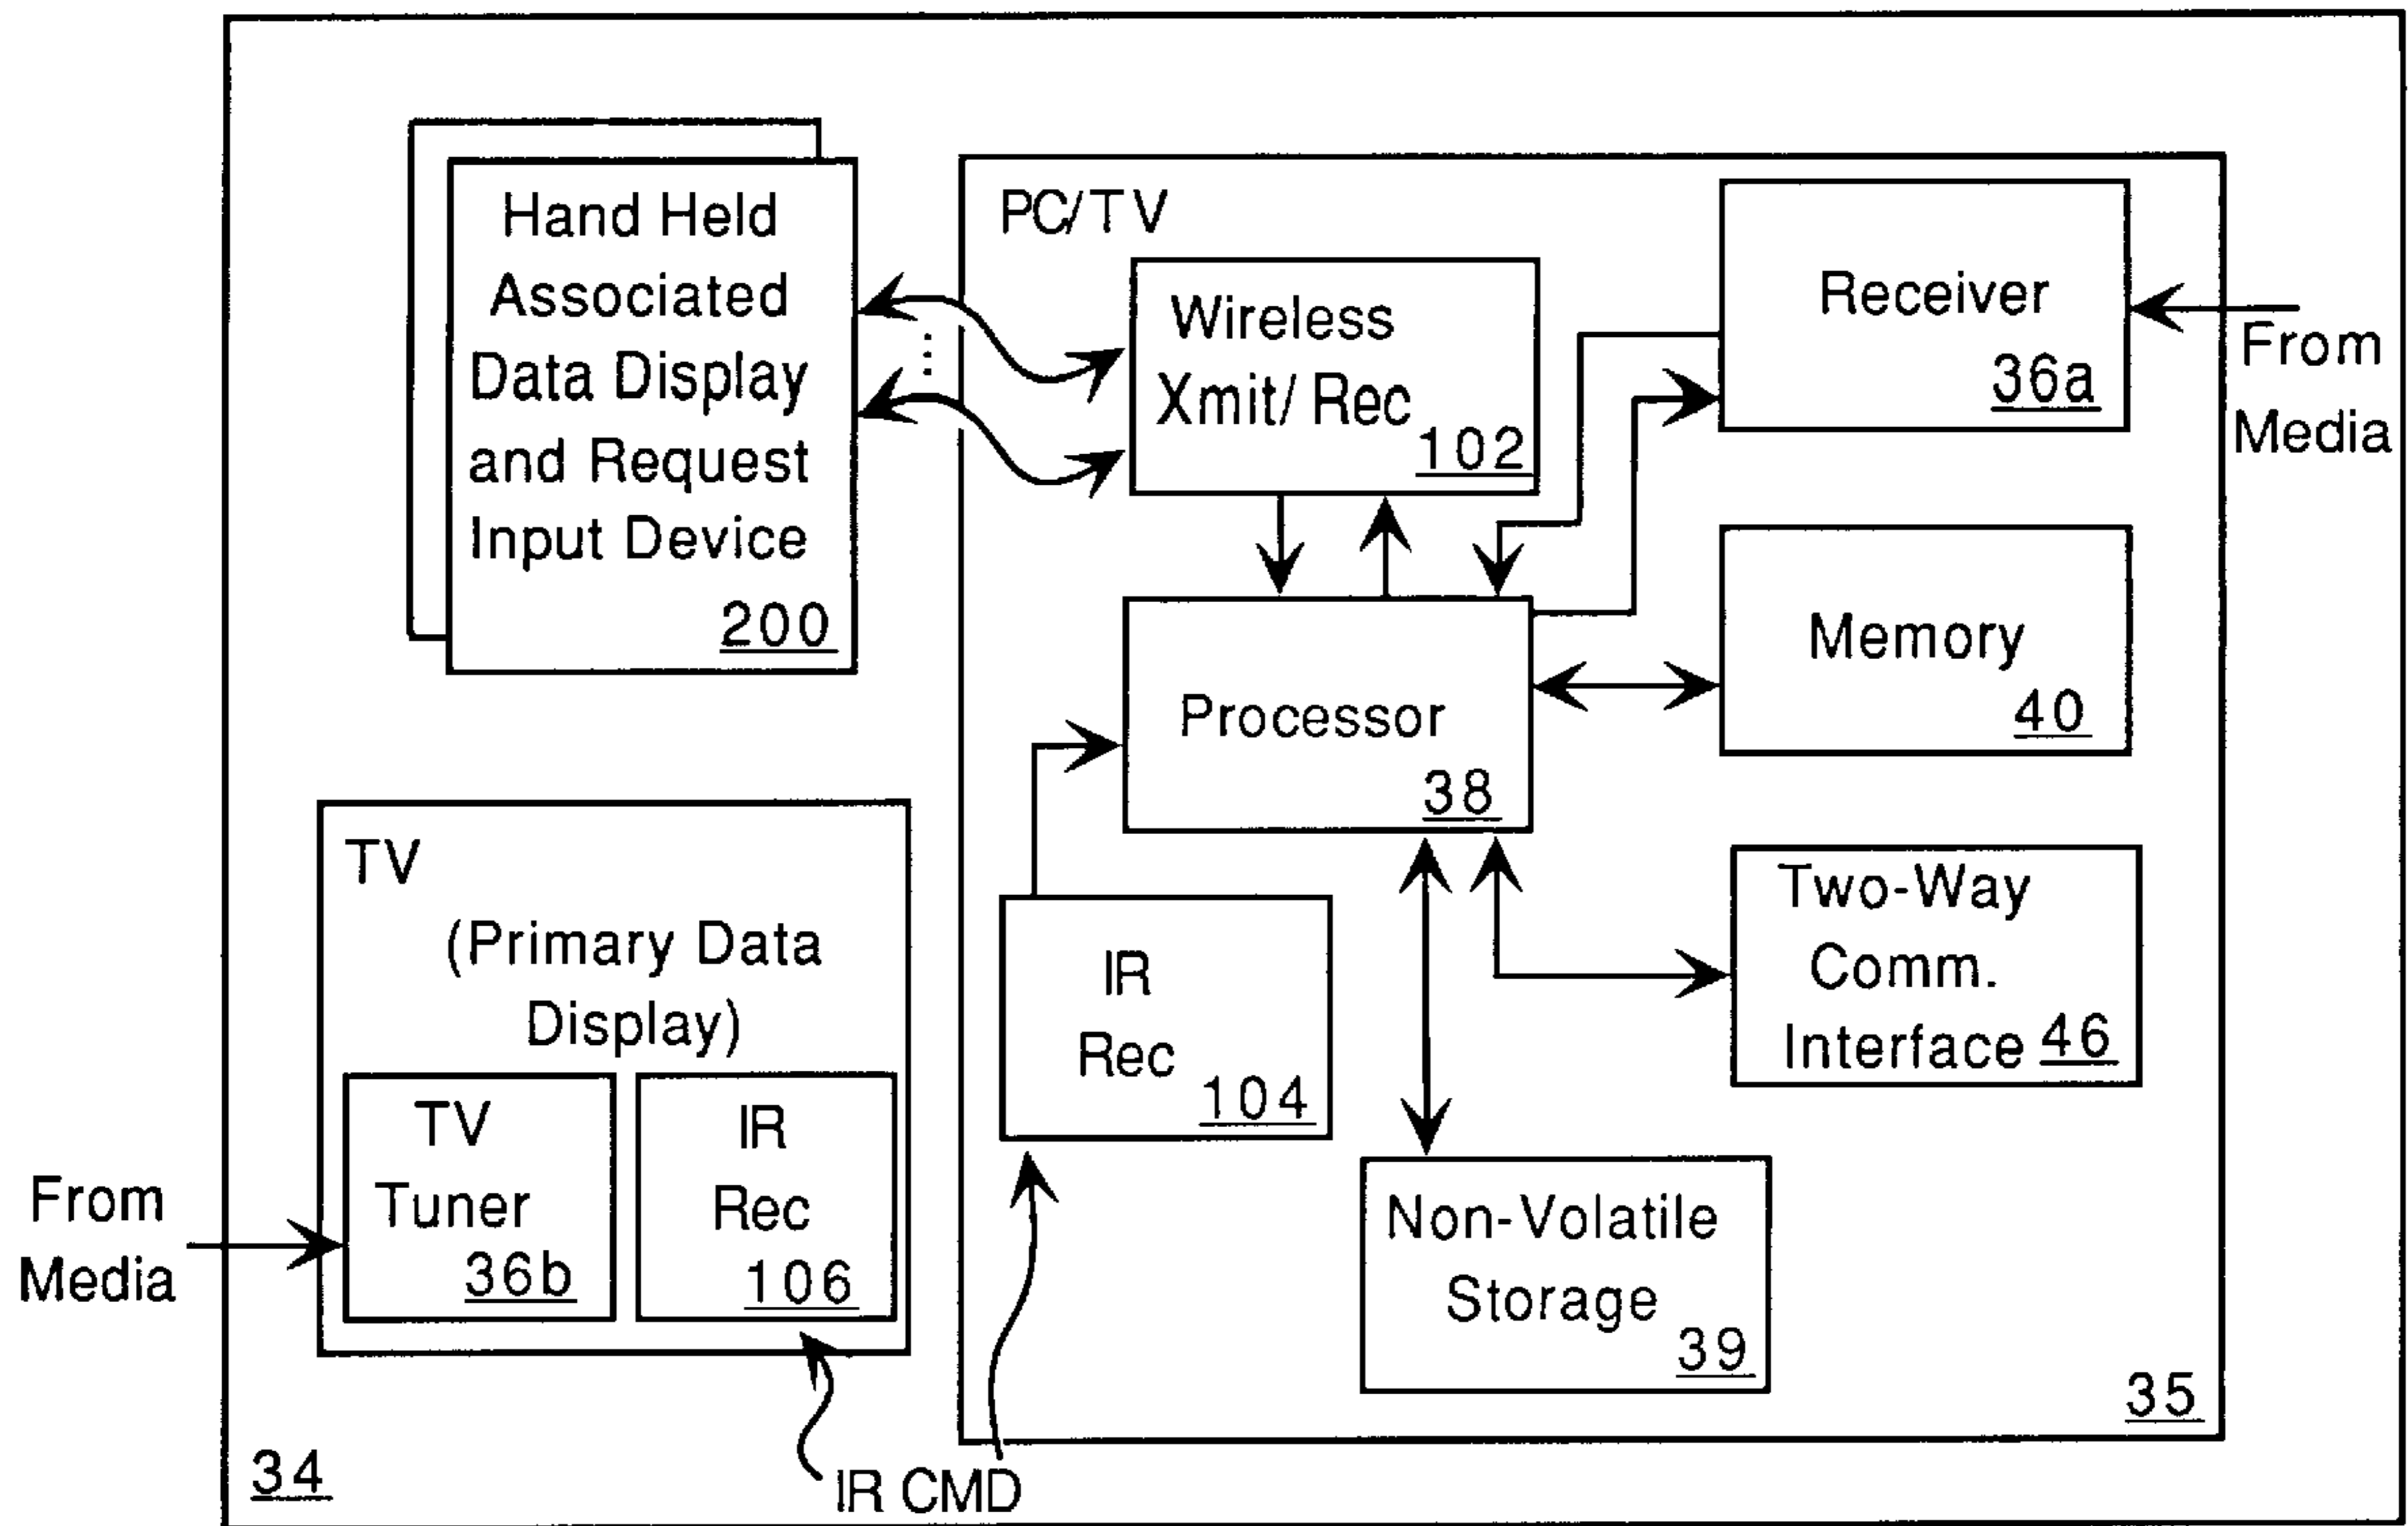 Hand Held
Associated
Data Display
and Request
Input Device
200
PC/TV
Wireless
Xmit/ Rec
102
Receiver
36a
From
Media
Processor
38
Memory
40
TV
(Primary Data
Display)
TV
Tuner
36b
IR
Rec
106
From
Media
IR
Rec
104
Two-Way
Comm.
Interface 46
Non-Volatile
Storage
39
35
34
IR CMD